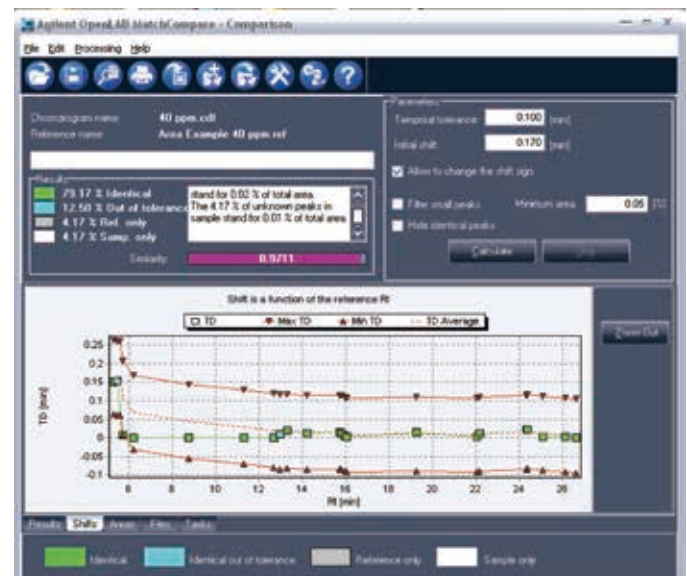 Agilent OpenLAB MatchCompare - Comparison
File Edit Processing Help
Chromatogram name 40 ppm.cdf
Reference name Area Example 40 ppm.ref
Results
79.17 % Identical
12.50 % Out of tolerance
4.17 % Ref. only
4.17 % Samp. only
stand for 0.02 % of total area.
The 4.17 % of unknown peaks in
sample stand for 0.01 % of total area
Similarity 0.9711
Parameters
Temporal tolerance 0.100 [min]
Initial shift 0.170 [min]
Allow to change the shift sign
Filter small peaks Minimum area 0.05 [%]
Hide identical peaks
Calculate
Shift is a function of the reference Rt
TD Max TD Min TD TD Average
Zoom Out
TD [min]
0.25
0.2
0.15
0.1
0.05
0
-0.05
-0.1
6 8 10 12 14 16 18 20 22 24 26
Rt [min]
Results Shifts Areas Files Tasks
Identical Identical out of tolerance Reference only Sample only